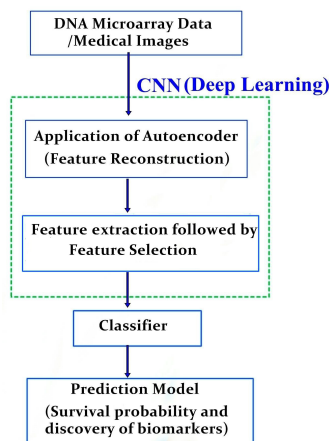 DNA Microarray Data
/Medical Images
CNN (Deep Learning)
Application of Autoencoder
(Feature Reconstruction)
Feature extraction followed by
Feature Selection
Classifier
Prediction Model
(Survival probability and
discovery of biomarkers)